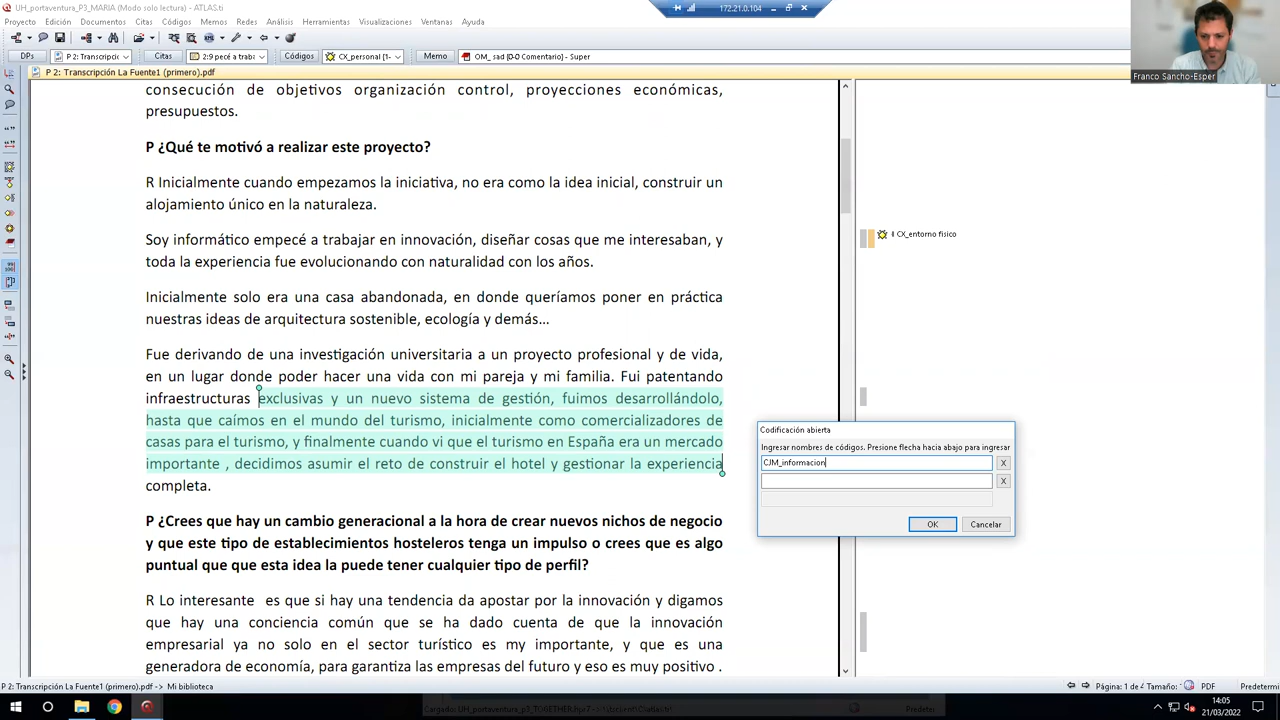 UH_portaventura_P3_MARIA (Modo solo lectura) - ATLAS.ti
172.21.0.104
Proyecto Edición Documentos Citas Códigos Memos Redes Análisis Herramientas Visualizaciones Ventanas Ayuda
DPs P 2: Transcripció Citas 2:9 pecé a traba Códigos CX_personal [1- Memo OM_ sad [0-0 Comentario] - Super
P 2: Transcripción La Fuente1 (primero).pdf
Franco Sancho-Esper
consecución de objetivos organización control, proyecciones económicas,
presupuestos.
P ¿Qué te motivó a realizar este proyecto?
R Inicialmente cuando empezamos la iniciativa, no era como la idea inicial, construir un
alojamiento único en la naturaleza.
CX_entorno fisico
Soy informático empecé a trabajar en innovación, diseñar cosas que me interesaban, y
toda la experiencia fue evolucionando con naturalidad con los años.
Inicialmente solo era una casa abandonada, en donde queríamos poner en práctica
nuestras ideas de arquitectura sostenible, ecología y demás...
Fue derivando de una investigación universitaria a un proyecto profesional y de vida,
en un lugar donde poder hacer una vida con mi pareja y mi familia. Fui patentando
infraestructuras exclusivas y un nuevo sistema de gestión, fuimos desarrollándolo,
hasta que caímos en el mundo del turismo, inicialmente como comercializadores de
casas para el turismo, y finalmente cuando vi que el turismo en España era un mercado
importante , decidimos asumir el reto de construir el hotel y gestionar la experiencia
completa.
Codificación abierta
Ingresar nombres de códigos. Presione flecha hacia abajo para ingresar
CJM_informacion
X
X
OK Cancelar
P ¿Crees que hay un cambio generacional a la hora de crear nuevos nichos de negocio
y que este tipo de establecimientos hosteleros tenga un impulso o crees que es algo
puntual que que esta idea la puede tener cualquier tipo de perfil?
R Lo interesante es que si hay una tendencia da apostar por la innovación y digamos
que hay una conciencia común que se ha dado cuenta de que la innovación
empresarial ya no solo en el sector turístico es my importante, y que es una
generadora de economía, para garantiza las empresas del futuro y eso es muy positivo .
P 2: Transcripción La Fuente1 (primero).pdf -> Mi biblioteca
Página: 1 de 4 Tamaño: PDF Predetermi
Predeter
14:05
21/03/2022